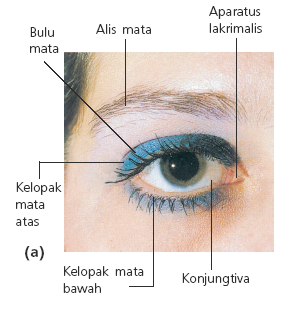 Aparatus
lakrimalis
Alis mata
Bulu
mata
Kelopak
mata
atas
(a)
Kelopak mata
bawah
Konjungtiva